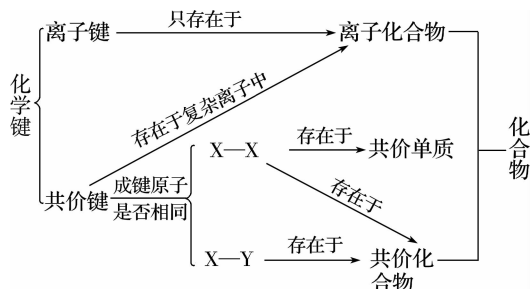 化学键
离子键
只存在于
离子化合物
存在于复杂离子中
共价键
成键原子
是否相同
X—X
存在于
共价单质
存在于
X—Y
存在于
共价化
合物
化合物